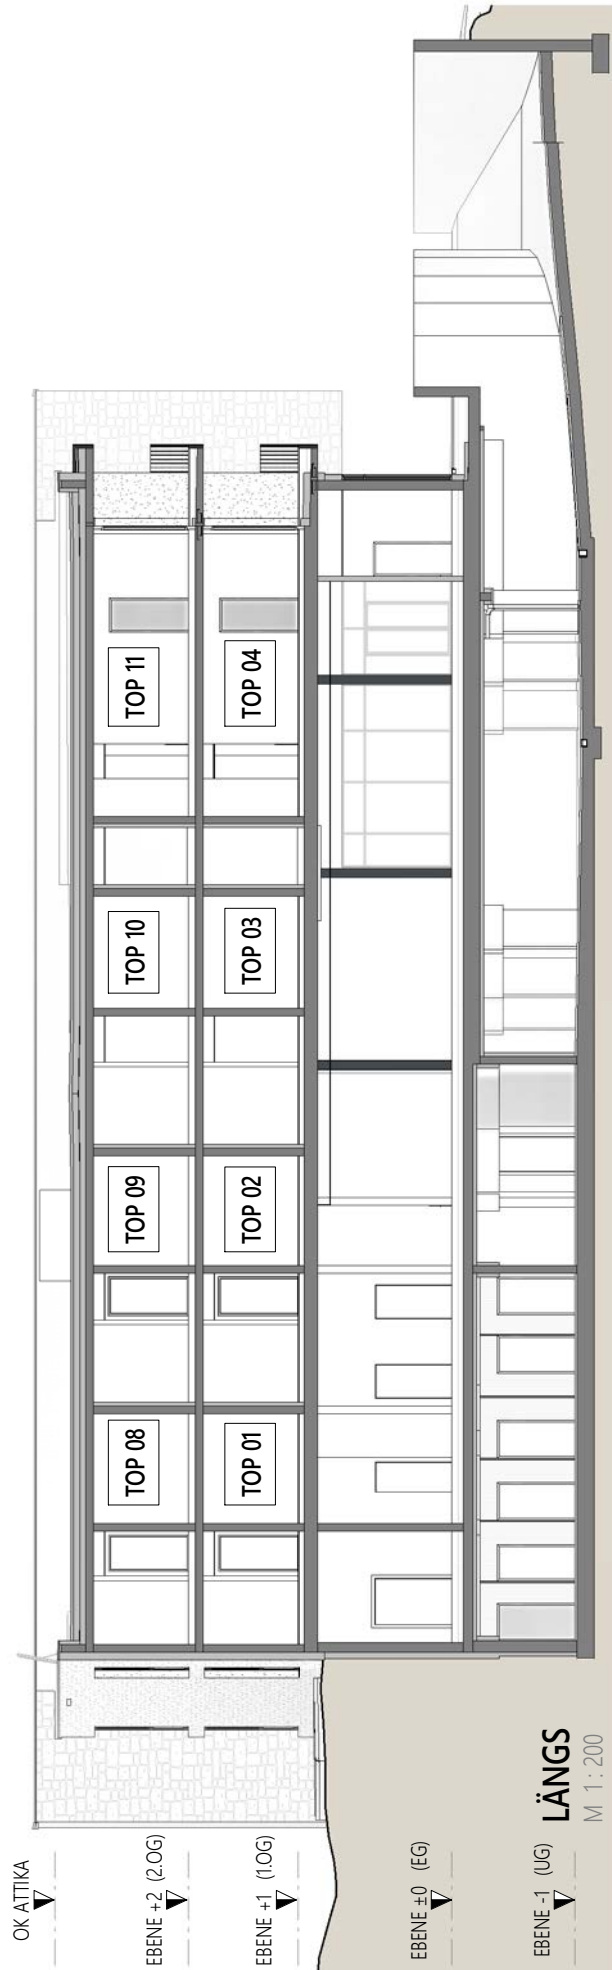 OK ATTIKA
EBENE +2 (2.OG)
EBENE +1 (1.OG)
EBENE ±0 (EG)
EBENE -1 (UG)
TOP 08
TOP 09
TOP 10
TOP 11
TOP 01
TOP 02
TOP 03
TOP 04
LÄNGS
M 1 : 200